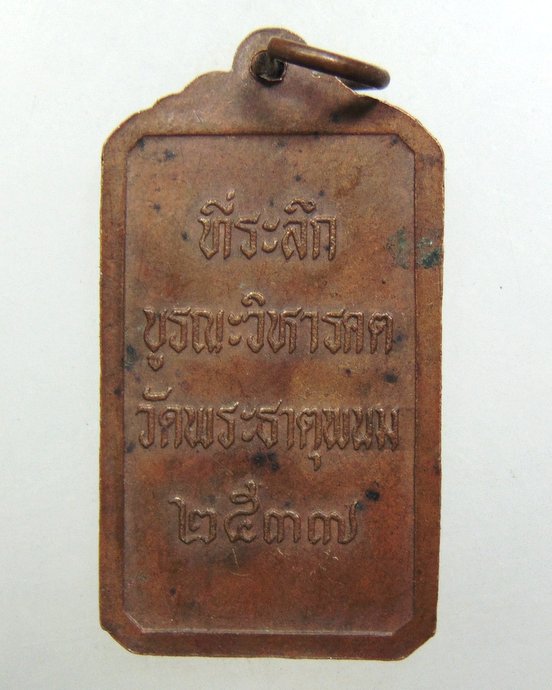 ที่ระลึก
บูรณะวิหารคต
วัดพระธาตุพนม
๒๕๓๗